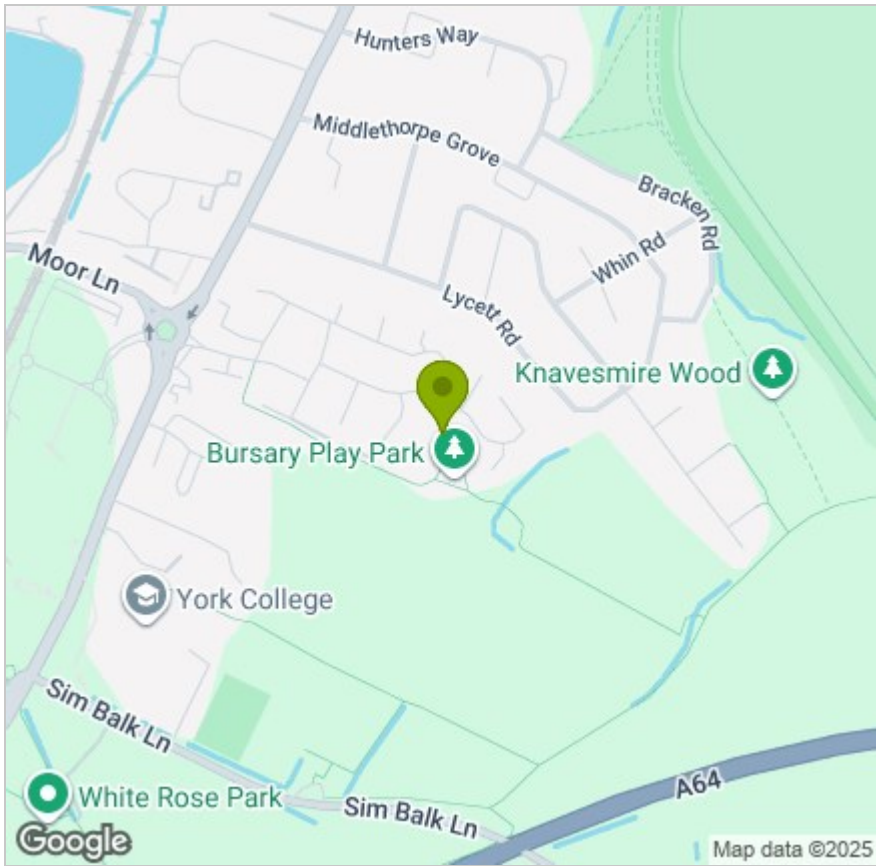 Hunters Way
Middlethorpe Grove
Bracken Rd
Whin Rd
Moor Ln
Lycett Rd
Knavesmire Wood
Bursary Play Park
York College
Sim Balk Ln
A64
White Rose Park
Sim Balk Ln
Google
Map data ©2025